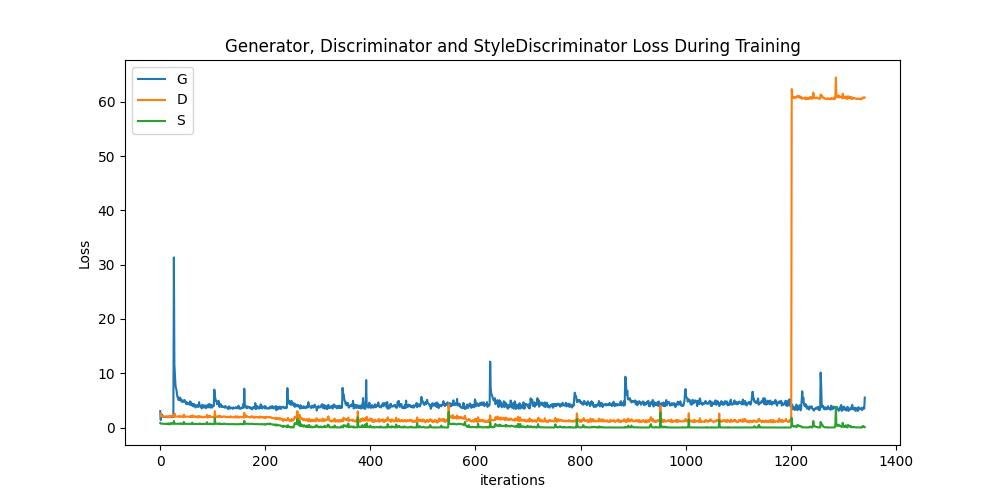 Generator, Discriminator and StyleDiscriminator Loss During Training
G
D
S
60
50
40
30
20
10
0
Loss
0 200 400 600 800 1000 1200 1400
iterations